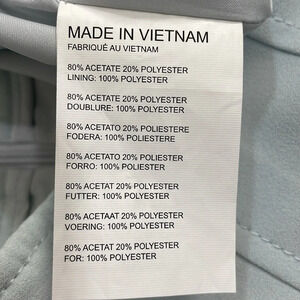 MADE IN VIETNAM
FABRIQUÉ AU VIETNAM
80% ACETATE 20% POLYESTER
LINING: 100% POLYESTER
80% ACETATE 20% POLYESTER
DOUBLURE: 100% POLYESTER
80% ACETATO 20% POLIESTERE
FODERA: 100% POLIESTERE
80% ACETATO 20% POLIÉSTER
FORRO: 100% POLIÉSTER
80% ACETAT 20% POLYESTER
FUTTER: 100% POLYESTER
80% ACETAAT 20% POLYESTER
VOERING: 100% POLYESTER
80% ACETAT 20% POLYESTER
FOR: 100% POLYESTER